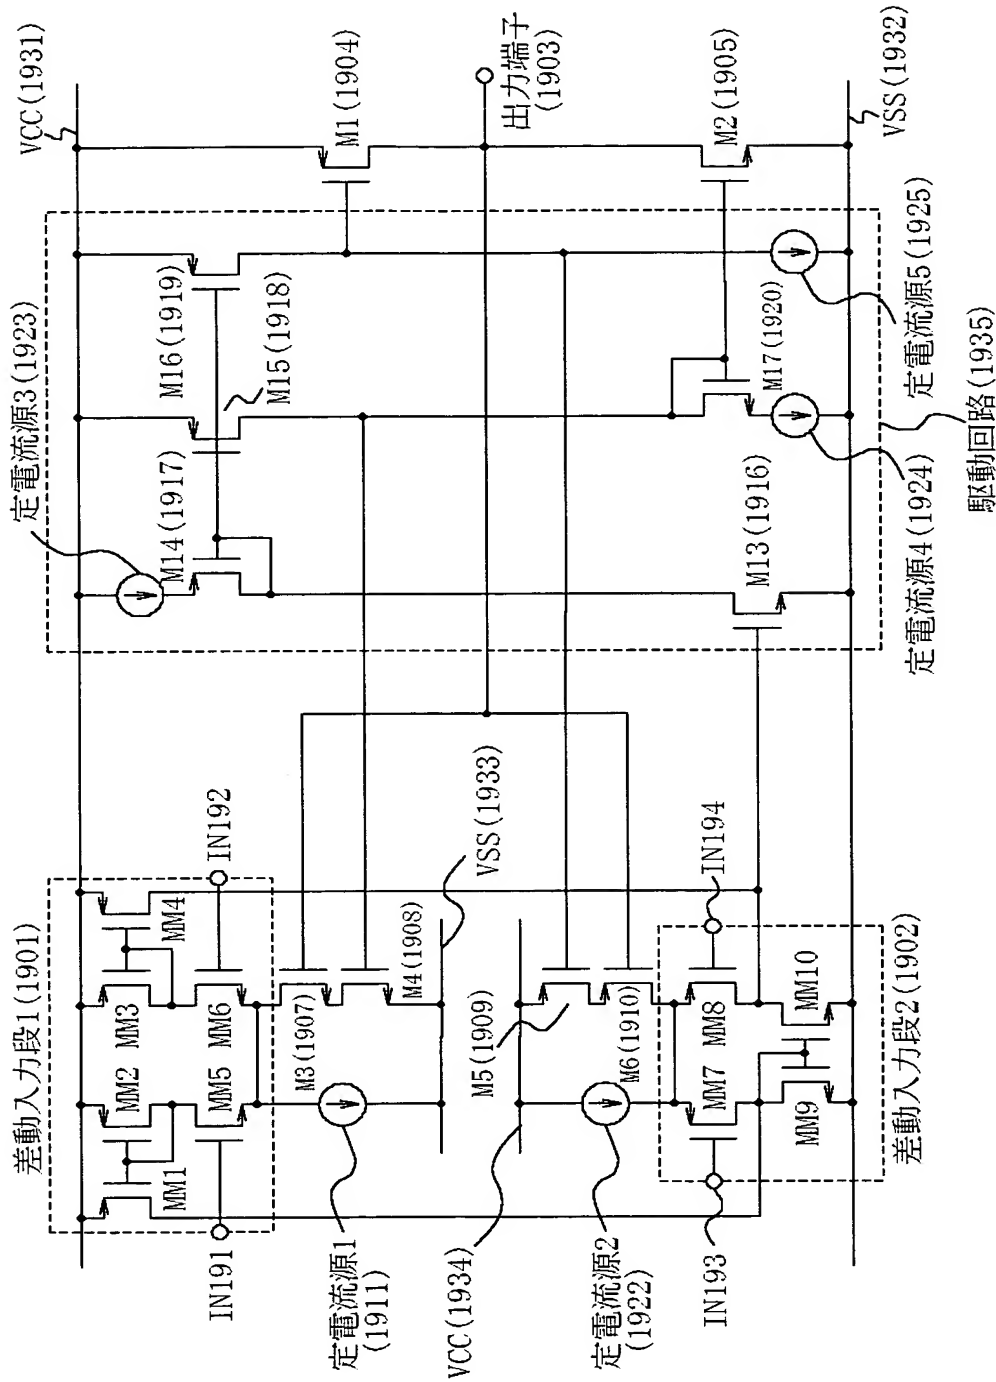 差動入力段1(1901)
MM1
MM2
MM3
MM4
MM5
MM6
IN191
IN192
定電流源1
(1911)
M3(1907)
M4(1908)
VSS(1933)
VCC(1934)
定電流源2
(1922)
M5(1909)
M6(1910)
IN193
IN194
MM7
MM8
MM9
MM10
差動入力段2(1902)
定電流源3(1923)
M14(1917)
M15(1918)
M16(1919)
M13(1916)
M17(1920)
定電流源4(1924)
定電流源5(1925)
駆動回路(1935)
VCC(1931)
M1(1904)
出力端子
(1903)
M2(1905)
VSS(1932)